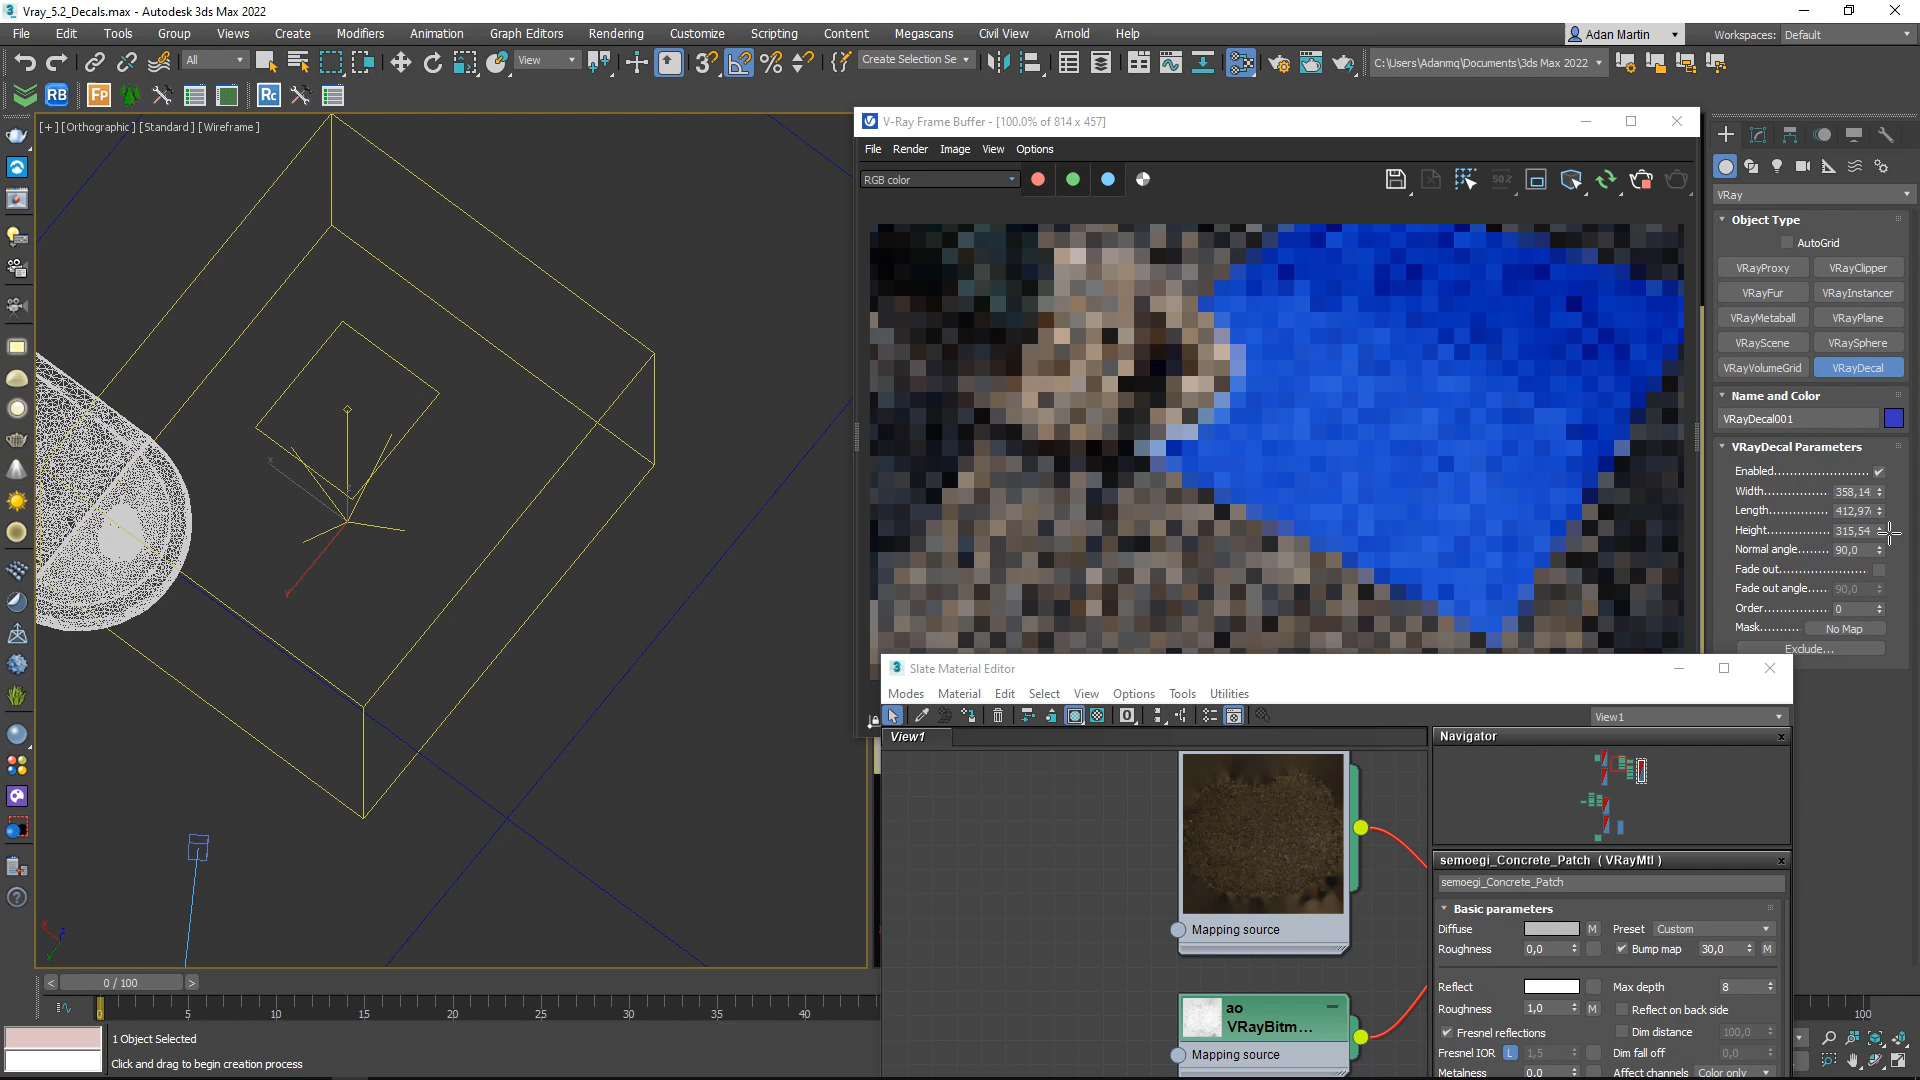 Vray_5.2_Decals.max - Autodesk 3ds Max 2022
File Edit Tools Group Views Create Modifiers Animation Graph Editors Rendering Customize Scripting Content Megascans Civil View Arnold Help
Adan Martin
Workspaces: Default
All
View
Create Selection Se
C:\Users\Adanmq\Documents\3ds Max 2022
RB
Fp
Rc
[+] [Orthographic] [Standard] [Wireframe]
V-Ray Frame Buffer - [100.0% of 814 x 457]
File Render Image View Options
RGB color
50%
VRay
Object Type
AutoGrid
VRayProxy VRayClipper
VRayFur VRayInstancer
VRayMetaball VRayPlane
VRayScene VRaySphere
VRayVolumeGrid VRayDecal
Name and Color
VRayDecal001
VRayDecal Parameters
Enabled
Width 358,14
Length 412,97
Height 315,54
Normal angle 90,0
Fade out
Fade out angle 90,0
Order 0
Mask No Map
Exclude...
x
y
Slate Material Editor
Modes Material Edit Select View Options Tools Utilities
View1
View1
Navigator
Mapping source
ao
VRayBitm...
Mapping source
semoegi_Concrete_Patch ( VRayMtl )
semoegi_Concrete_Patch
Basic parameters
Diffuse M Preset Custom
Roughness 0,0 Bump map 30,0 M
Reflect Max depth 8
Roughness 1,0 M Reflect on back side
Fresnel reflections Dim distance 100,0
Fresnel IOR L 1,5 Dim fall off 0,0
Metalness 0,0 Affect channels Color only
< 0 / 100 >
0 5 10 15 20 25 30 35 40 100
1 Object Selected
Click and drag to begin creation process